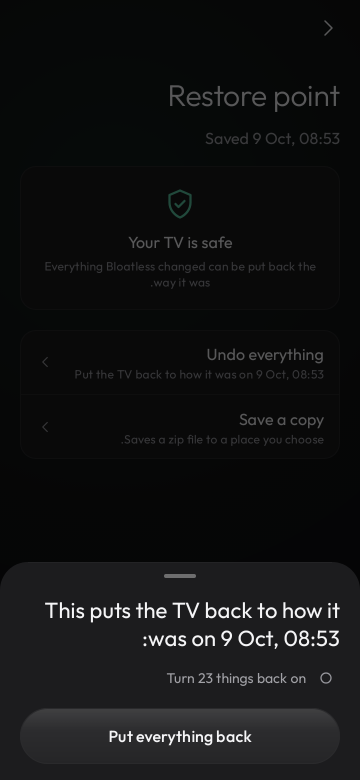 Restore point
Saved 9 Oct, 08:53
Your TV is safe
Everything Bloatless changed can be put back the
.way it was
Undo everything
Put the TV back to how it was on 9 Oct, 08:53
Save a copy
.Saves a zip file to a place you choose
This puts the TV back to how it
:was on 9 Oct, 08:53
Turn 23 things back on
Put everything back